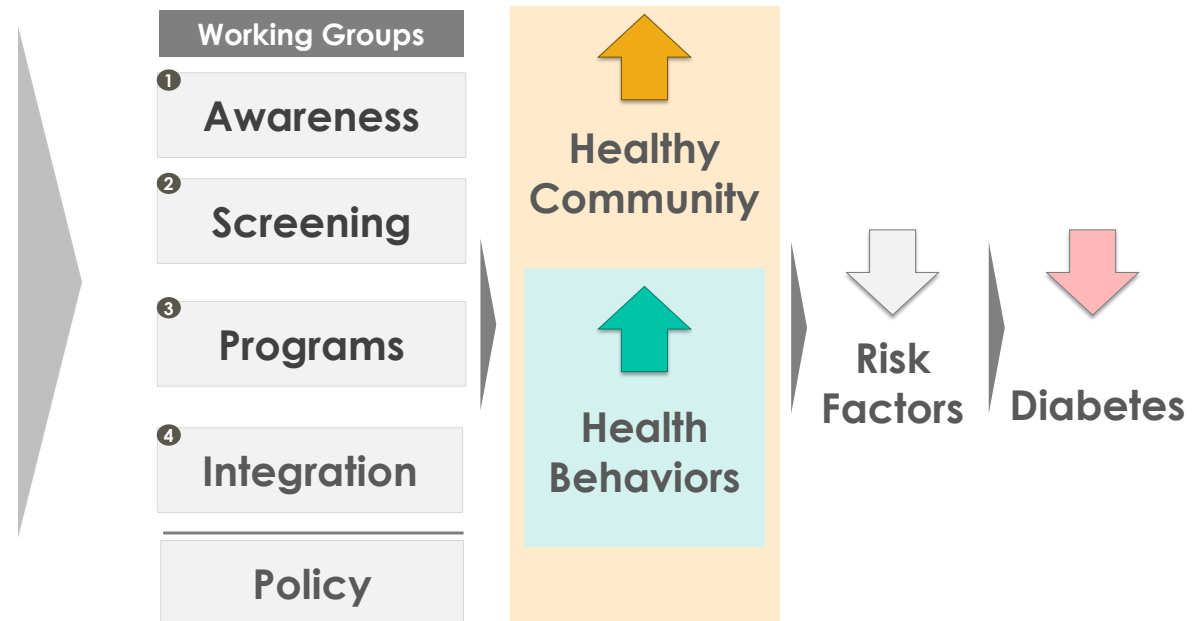 Working Groups
1
Awareness
2
Screening
3
Programs
4
Integration
Policy
Healthy
Community
Health
Behaviors
Risk
Factors
Diabetes